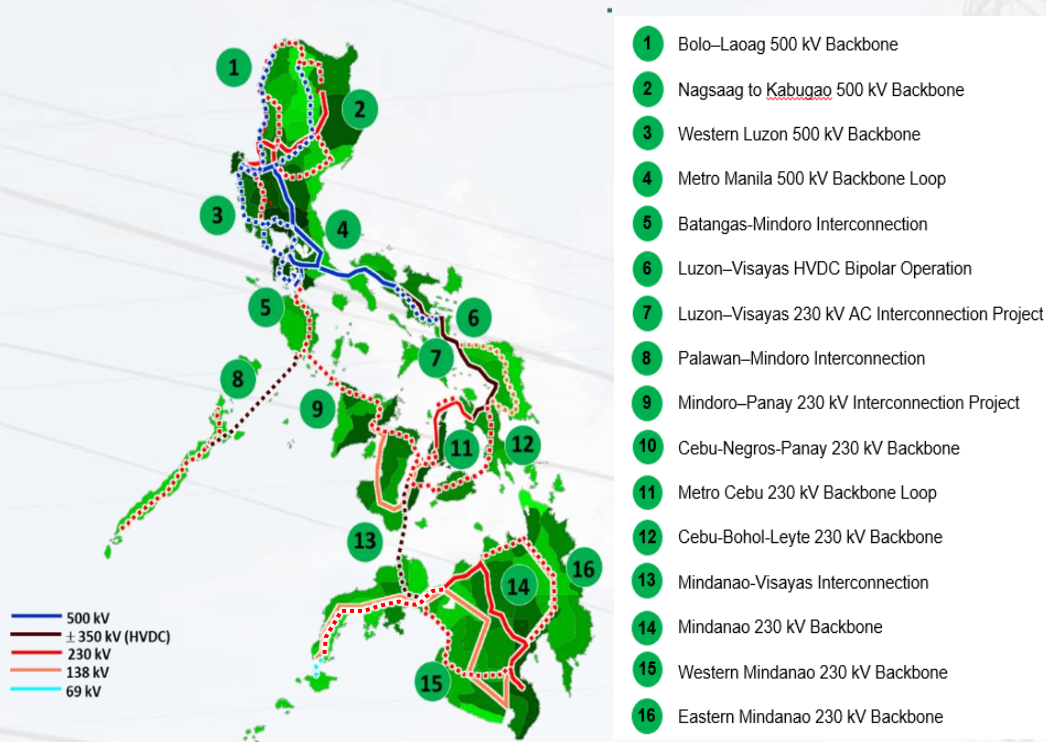 1
2
3
4
5
6
7
8
9
11
12
13
14
16
15
500 kV
± 350 kV (HVDC)
230 kV
138 kV
69 kV
1 Bolo–Laoag 500 kV Backbone
2 Nagsaag to Kabugao 500 kV Backbone
3 Western Luzon 500 kV Backbone
4 Metro Manila 500 kV Backbone Loop
5 Batangas-Mindoro Interconnection
6 Luzon–Visayas HVDC Bipolar Operation
7 Luzon–Visayas 230 kV AC Interconnection Project
8 Palawan–Mindoro Interconnection
9 Mindoro–Panay 230 kV Interconnection Project
10 Cebu-Negros-Panay 230 kV Backbone
11 Metro Cebu 230 kV Backbone Loop
12 Cebu-Bohol-Leyte 230 kV Backbone
13 Mindanao-Visayas Interconnection
14 Mindanao 230 kV Backbone
15 Western Mindanao 230 kV Backbone
16 Eastern Mindanao 230 kV Backbone